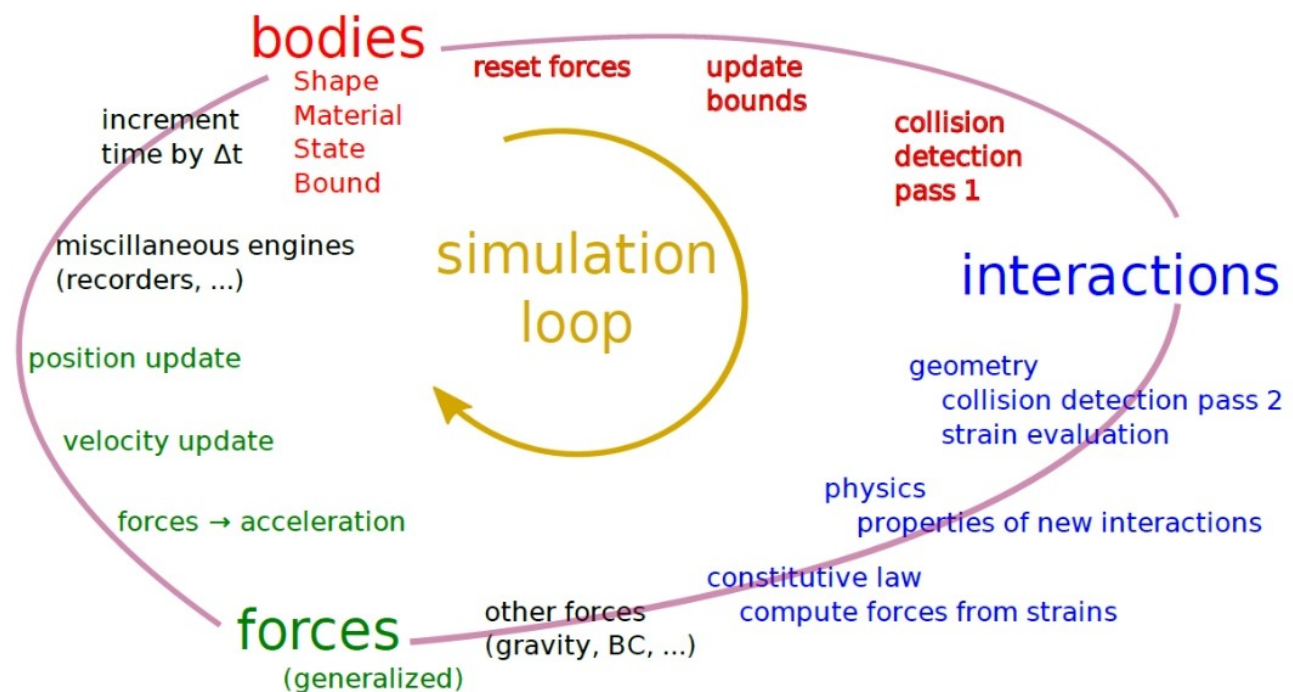 bodies
Shape
Material
State
Bound
reset forces
update
bounds
collision
detection
pass 1
interactions
geometry
collision detection pass 2
strain evaluation
physics
properties of new interactions
constitutive law
compute forces from strains
other forces
(gravity, BC, ...)
forces
(generalized)
forces → acceleration
velocity update
position update
miscillaneous engines
(recorders, ...)
increment
time by Δt
simulation
loop